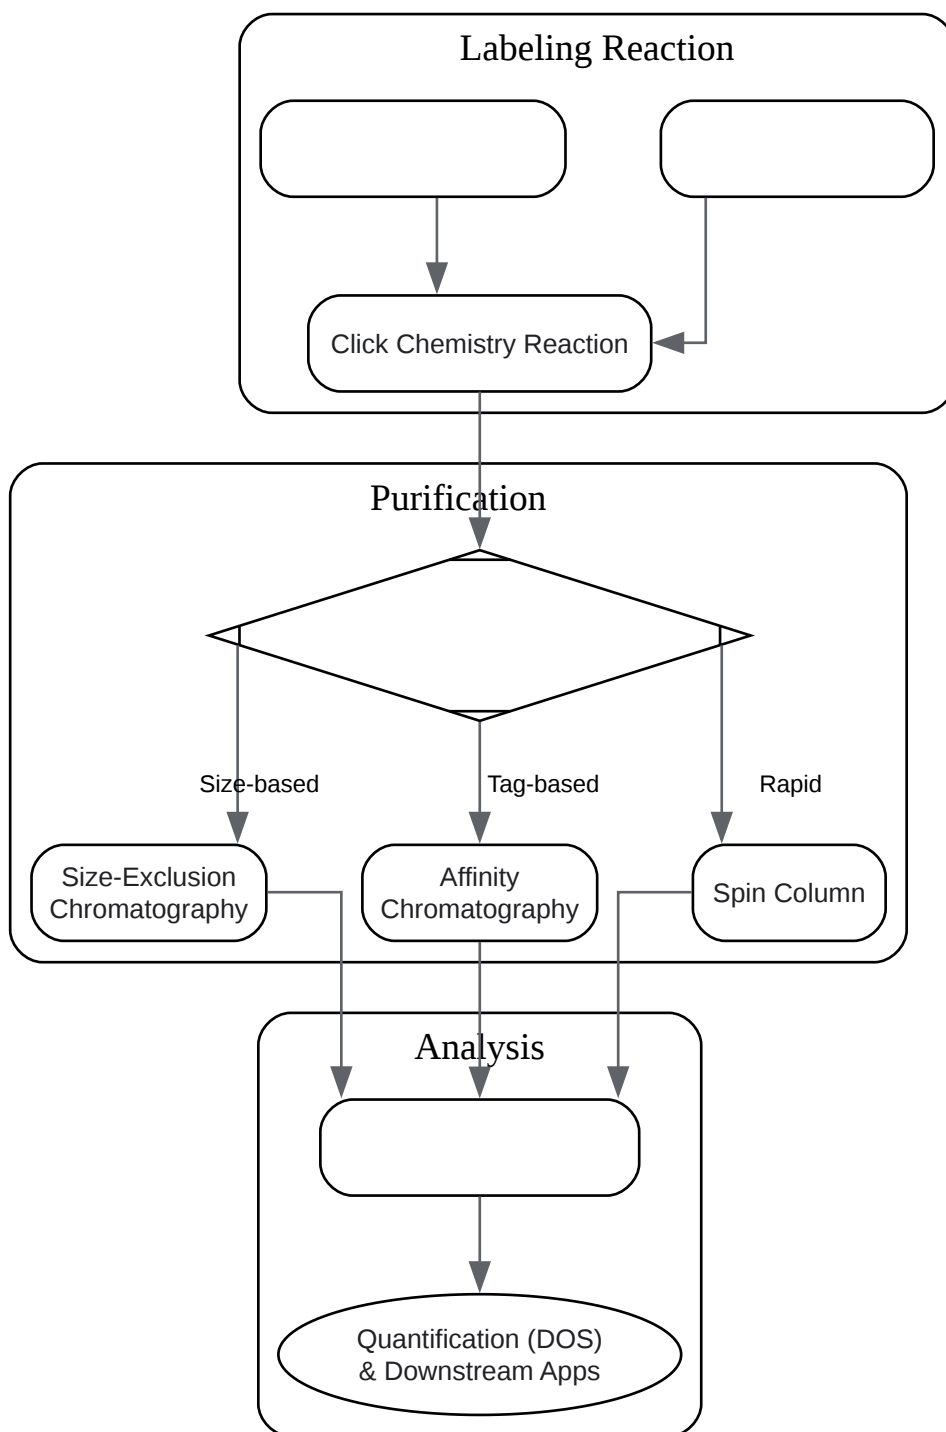 Labeling Reaction
Click Chemistry Reaction
Purification
Size-based
Tag-based
Rapid
Size-Exclusion
Chromatography
Affinity
Chromatography
Spin Column
Analysis
Quantification (DOS)
& Downstream Apps